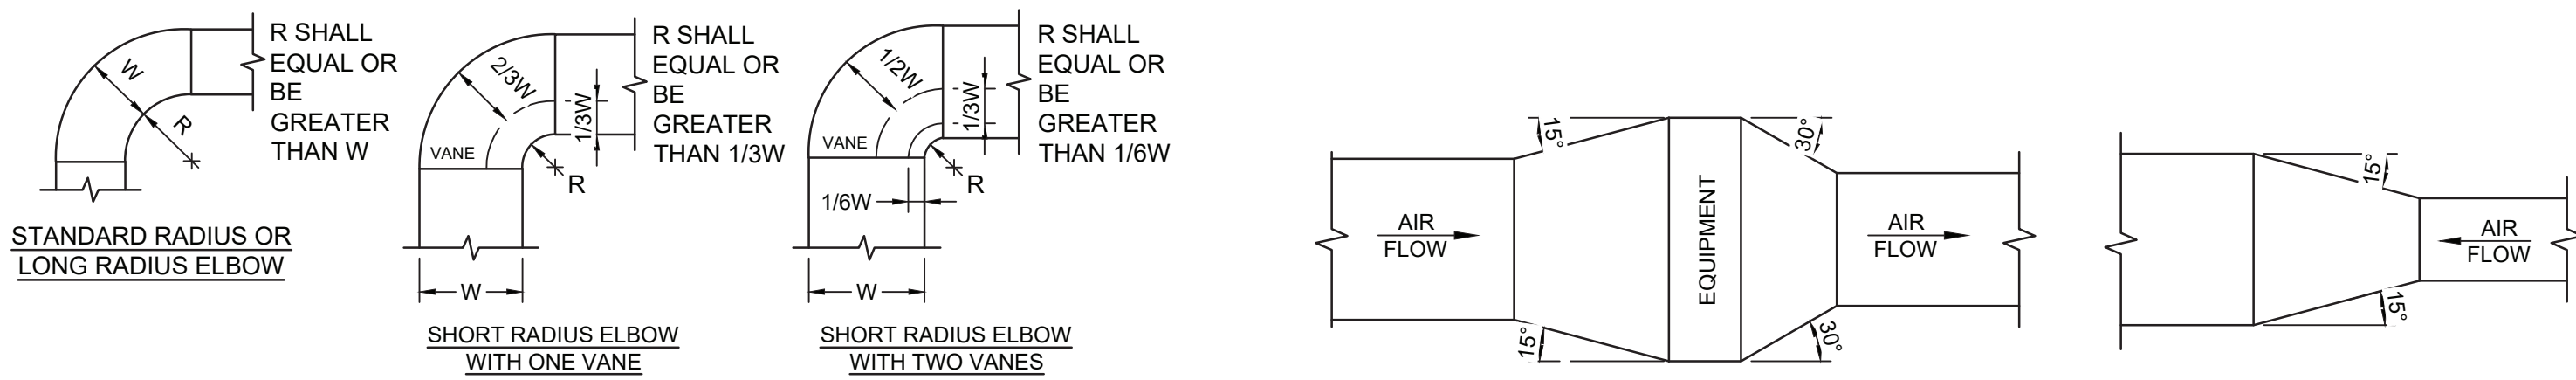 W
R
R SHALL
EQUAL OR
BE
GREATER
THAN W
STANDARD RADIUS OR
LONG RADIUS ELBOW
2/3W
1/3W
VANE
R
R SHALL
EQUAL OR
BE
GREATER
THAN 1/3W
W
SHORT RADIUS ELBOW
WITH ONE VANE
1/2W
1/3W
VANE
R
1/6W
R SHALL
EQUAL OR
BE
GREATER
THAN 1/6W
W
SHORT RADIUS ELBOW
WITH TWO VANES
15°
30°
AIR
FLOW
EQUIPMENT
AIR
FLOW
15°
30°
15°
AIR
FLOW
15°